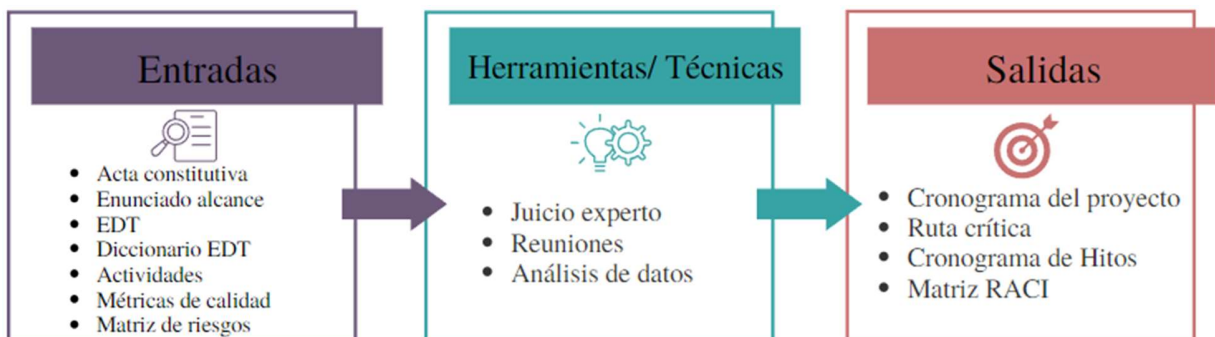 Entradas
• Acta constitutiva
• Enunciado alcance
• EDT
• Diccionario EDT
• Actividades
• Métricas de calidad
• Matriz de riesgos
Herramientas/ Técnicas
• Juicio experto
• Reuniones
• Análisis de datos
Salidas
• Cronograma del proyecto
• Ruta crítica
• Cronograma de Hitos
• Matriz RACI